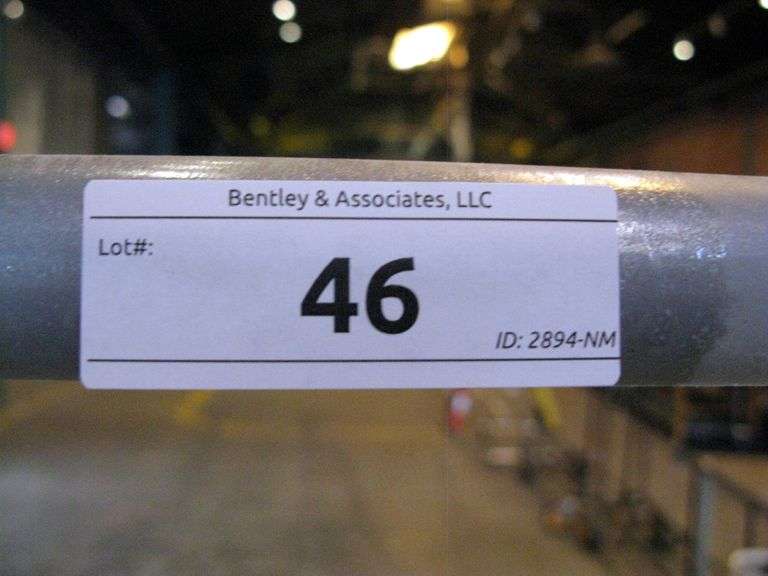 Bentley & Associates, LLC
Lot#:
46
ID: 2894-NM